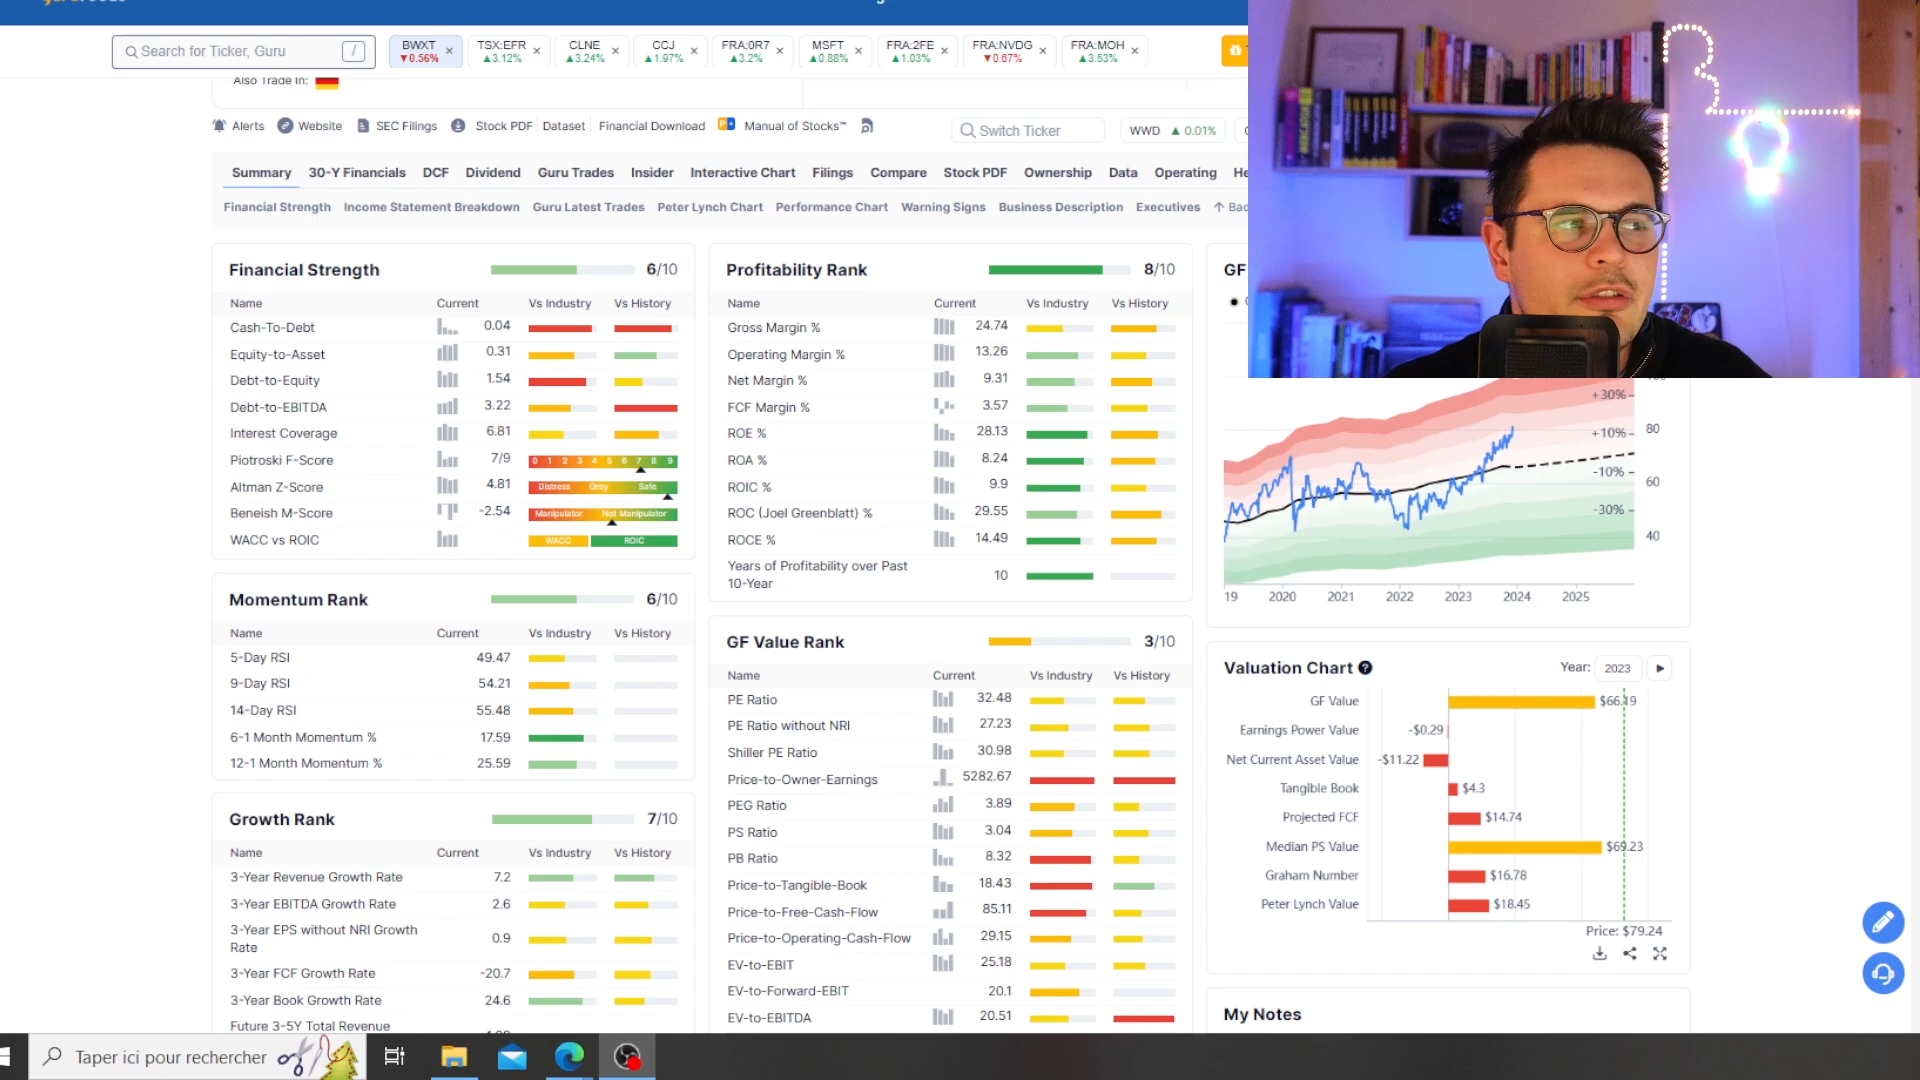 Search for Ticker, Guru
/
BWXT ×
▼0.56%
TSX:EFR ×
▲3.12%
CLNE ×
▲3.24%
CCJ ×
▲1.97%
FRA:0R7 ×
▲3.2%
MSFT ×
▲0.88%
FRA:2FE ×
▲1.03%
FRA:NVDG ×
▼0.67%
FRA:MOH ×
▲3.53%
Also Trade In:
Alerts Website SEC Filings Stock PDF Dataset Financial Download Manual of Stocks™
Switch Ticker
WWD ▲ 0.01%
Summary 30-Y Financials DCF Dividend Guru Trades Insider Interactive Chart Filings Compare Stock PDF Ownership Data Operating
Financial Strength Income Statement Breakdown Guru Latest Trades Peter Lynch Chart Performance Chart Warning Signs Business Description Executives
Financial Strength 6/10
Name Current Vs Industry Vs History
Cash-To-Debt 0.04
Equity-to-Asset 0.31
Debt-to-Equity 1.54
Debt-to-EBITDA 3.22
Interest Coverage 6.81
Piotroski F-Score 7/9 0 1 2 3 4 5 6 7 8 9
Altman Z-Score 4.81 Distress Grey Safe
Beneish M-Score -2.54 Manipulator Not Manipulator
WACC vs ROIC WACC ROIC
Momentum Rank 6/10
Name Current Vs Industry Vs History
5-Day RSI 49.47
9-Day RSI 54.21
14-Day RSI 55.48
6-1 Month Momentum % 17.59
12-1 Month Momentum % 25.59
Growth Rank 7/10
Name Current Vs Industry Vs History
3-Year Revenue Growth Rate 7.2
3-Year EBITDA Growth Rate 2.6
3-Year EPS without NRI Growth
Rate 0.9
3-Year FCF Growth Rate -20.7
3-Year Book Growth Rate 24.6
Future 3-5Y Total Revenue
Profitability Rank 8/10
Name Current Vs Industry Vs History
Gross Margin % 24.74
Operating Margin % 13.26
Net Margin % 9.31
FCF Margin % 3.57
ROE % 28.13
ROA % 8.24
ROIC % 9.9
ROC (Joel Greenblatt) % 29.55
ROCE % 14.49
Years of Profitability over Past
10-Year 10
GF Value Rank 3/10
Name Current Vs Industry Vs History
PE Ratio 32.48
PE Ratio without NRI 27.23
Shiller PE Ratio 30.98
Price-to-Owner-Earnings 5282.67
PEG Ratio 3.89
PS Ratio 3.04
PB Ratio 8.32
Price-to-Tangible-Book 18.43
Price-to-Free-Cash-Flow 85.11
Price-to-Operating-Cash-Flow 29.15
EV-to-EBIT 25.18
EV-to-Forward-EBIT 20.1
EV-to-EBITDA 20.51
GF
+30%
+10% 80
-10%
60
-30%
40
19 2020 2021 2022 2023 2024 2025
Valuation Chart ? Year: 2023
GF Value $66.19
Earnings Power Value -$0.29
Net Current Asset Value -$11.22
Tangible Book $4.3
Projected FCF $14.74
Median PS Value $69.23
Graham Number $16.78
Peter Lynch Value $18.45
Price: $79.24
My Notes
Taper ici pour rechercher